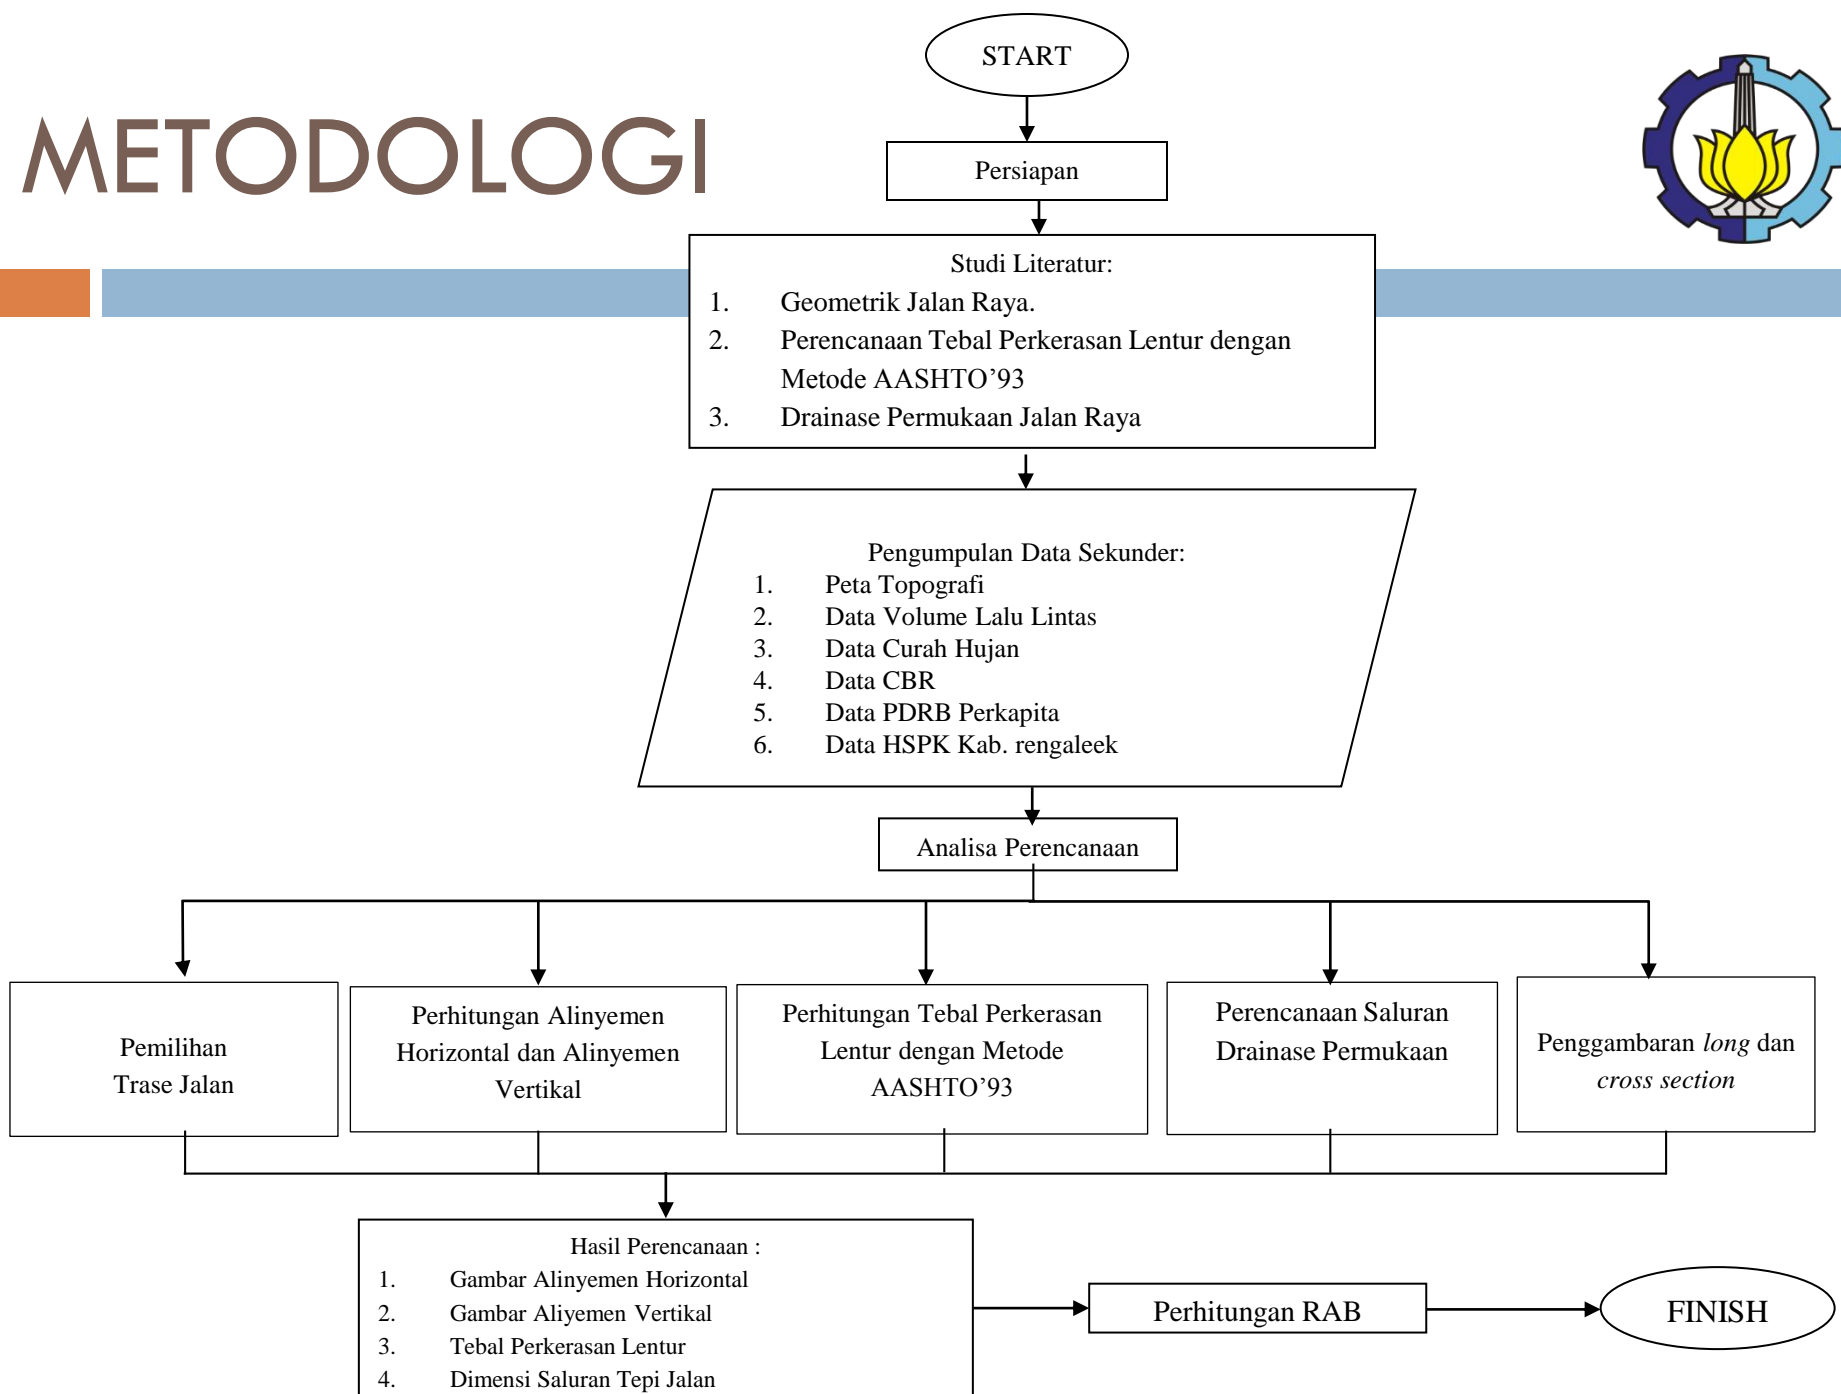 METODOLOGI
START
Persiapan
Studi Literatur:
1. Geometrik Jalan Raya.
2. Perencanaan Tebal Perkerasan Lentur dengan
Metode AASHTO’93
3. Drainase Permukaan Jalan Raya
Pengumpulan Data Sekunder:
1. Peta Topografi
2. Data Volume Lalu Lintas
3. Data Curah Hujan
4. Data CBR
5. Data PDRB Perkapita
6. Data HSPK Kab. rengaleek
Analisa Perencanaan
Pemilihan
Trase Jalan
Perhitungan Alinyemen
Horizontal dan Alinyemen
Vertikal
Perhitungan Tebal Perkerasan
Lentur dengan Metode
AASHTO’93
Perencanaan Saluran
Drainase Permukaan
Penggambaran long dan
cross section
Hasil Perencanaan :
1. Gambar Alinyemen Horizontal
2. Gambar Aliyemen Vertikal
3. Tebal Perkerasan Lentur
4. Dimensi Saluran Tepi Jalan
Perhitungan RAB
FINISH